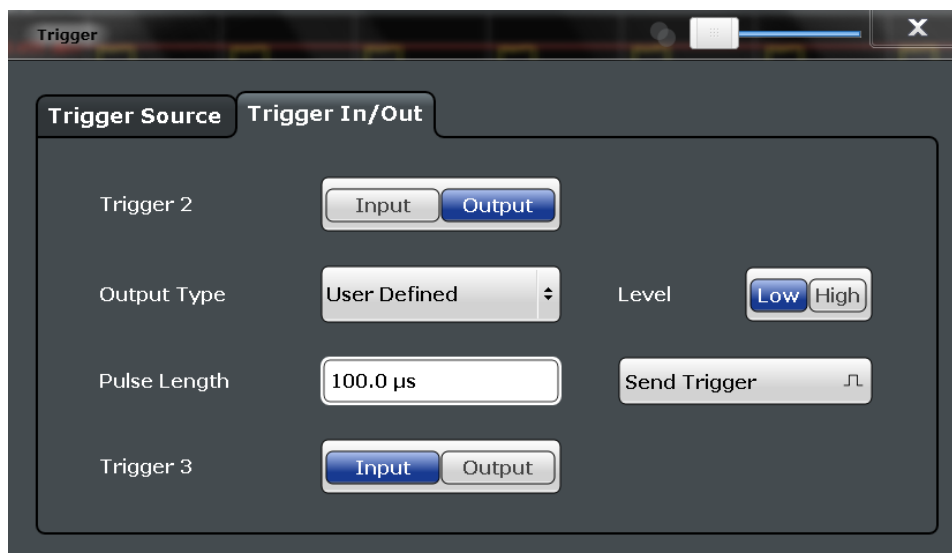 Trigger
X
Trigger Source Trigger In/Out
Trigger 2 Input Output
Output Type User Defined Level Low High
Pulse Length 100.0 µs Send Trigger
Trigger 3 Input Output